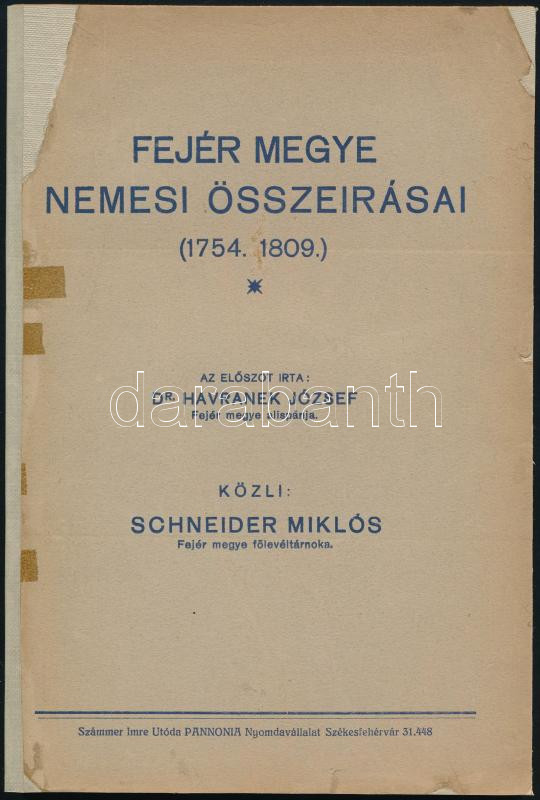 FEJÉR MEGYE
NEMESI ÖSSZEIRÁSAI
(1754. 1809.)
AZ ELŐSZÓT IRTA:
DR. HAVRANEK JÓZSEF
Fejér megye alispánja.
darabanth
KÖZLI:
SCHNEIDER MIKLÓS
Fejér megye főlevéltárnoka.
Számmer Imre Utóda PANNONIA Nyomdavállalat Székesfehérvár 31.448